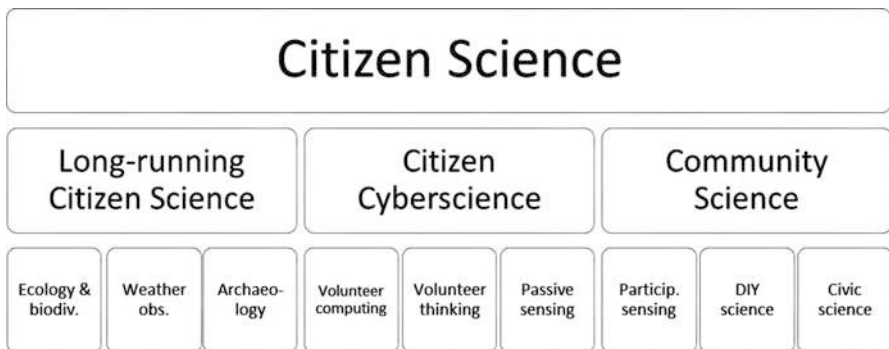 Citizen Science
Long-running
Citizen Science
Citizen
Cyberscience
Community
Science
Ecology &
biodiv.
Weather
obs.
Archaeo-
logy
Volunteer
computing
Volunteer
thinking
Passive
sensing
Particip.
sensing
DIY
science
Civic
science